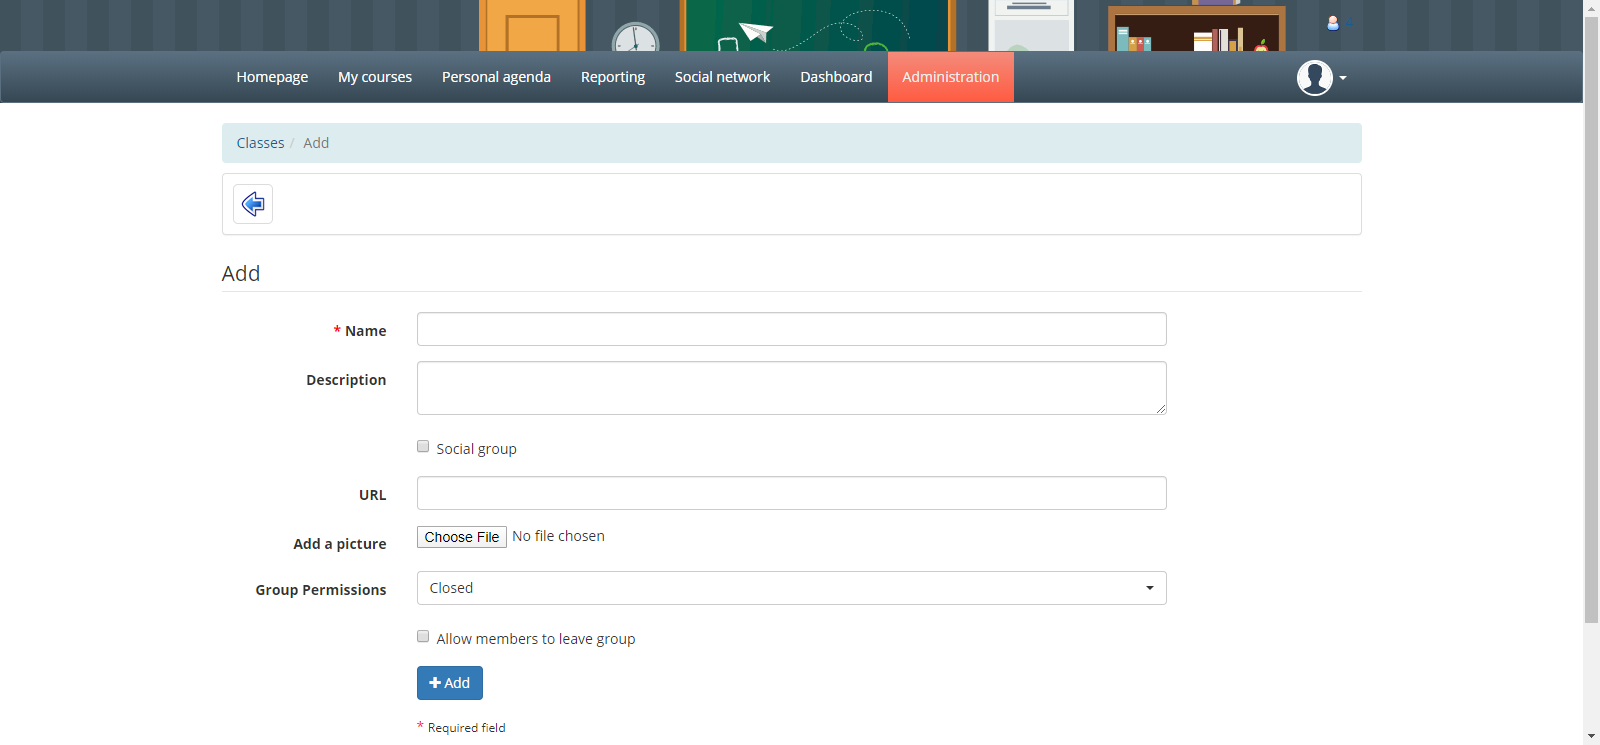 Homepage My courses Personal agenda Reporting Social network Dashboard Administration
Classes / Add
Add
* Name
Description
Social group
URL
Add a picture Choose File No file chosen
Group Permissions Closed
Allow members to leave group
+ Add
* Required field